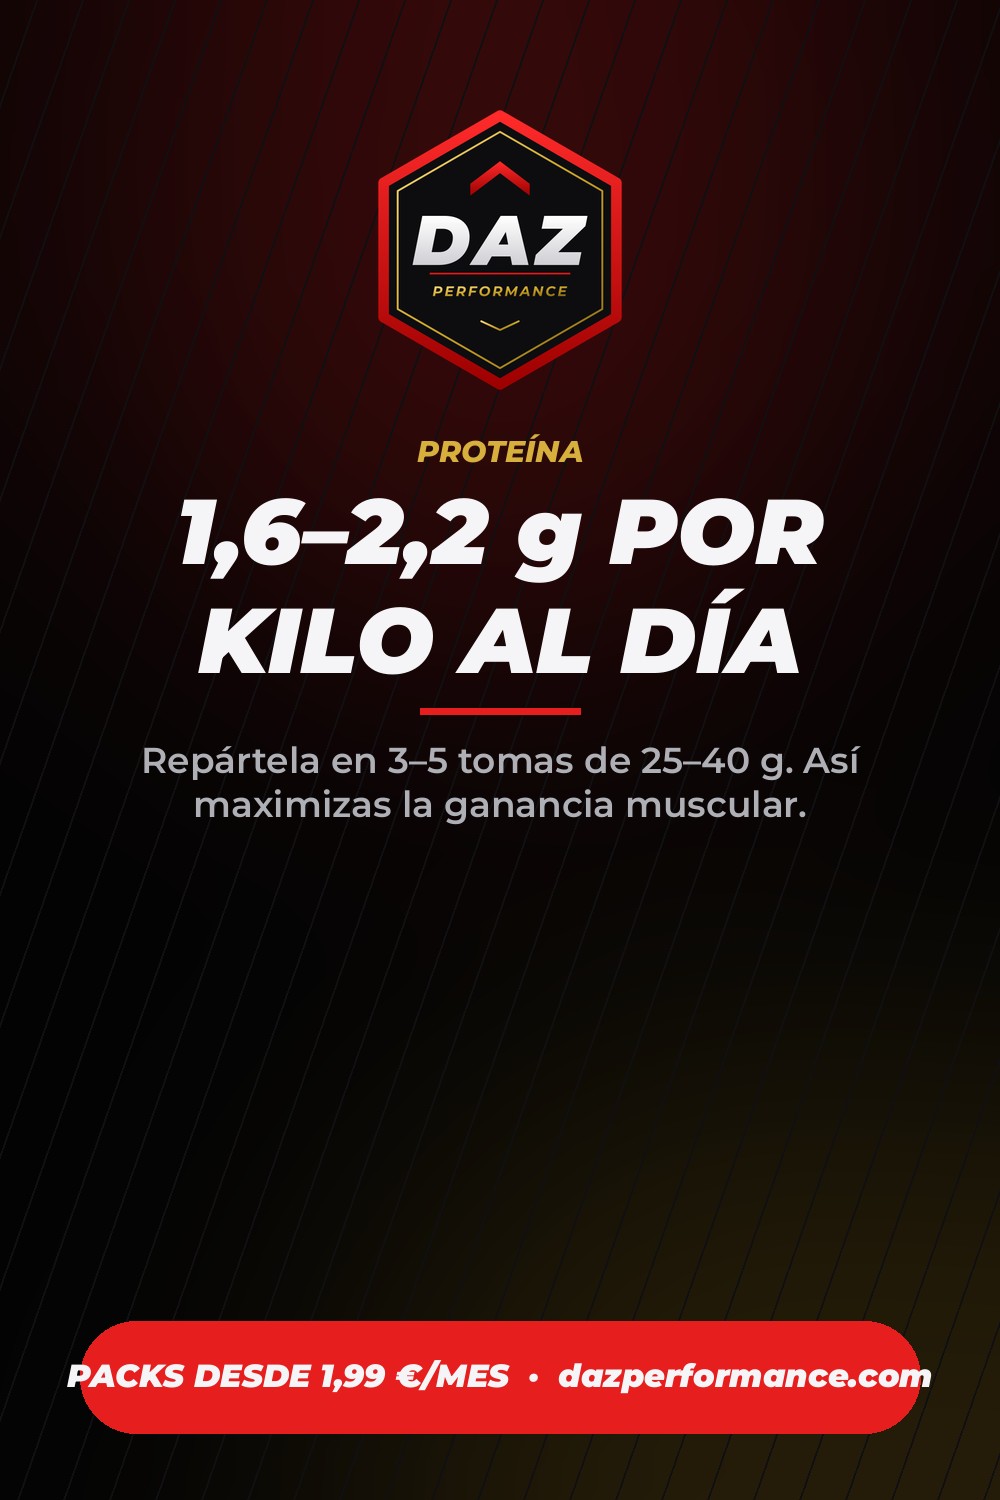 DAZ
PERFORMANCE
PROTEÍNA
1,6–2,2 g POR
KILO AL DÍA
Repártela en 3–5 tomas de 25–40 g. Así
maximizas la ganancia muscular.
PACKS DESDE 1,99 €/MES • dazperformance.com